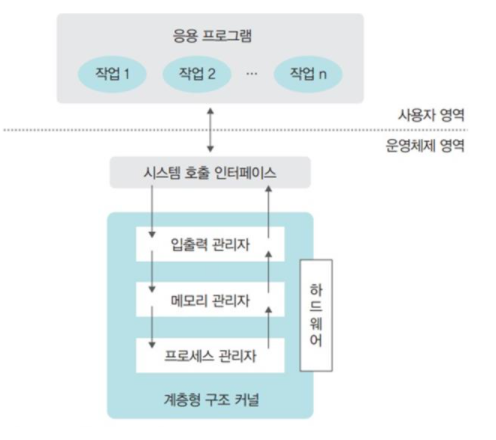 응용 프로그램
작업 1 작업 2 ··· 작업 n
사용자 영역
운영체제 영역
시스템 호출 인터페이스
입출력 관리자
메모리 관리자
프로세스 관리자
하드웨어
계층형 구조 커널